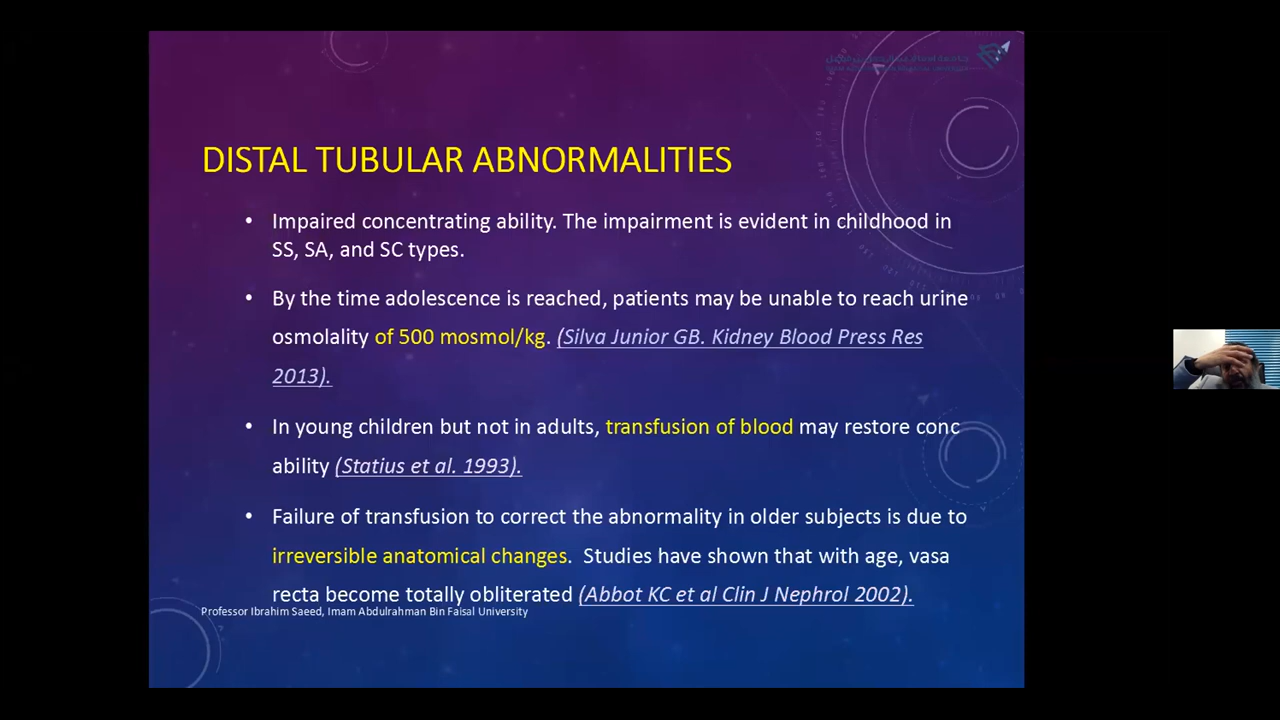 DISTAL TUBULAR ABNORMALITIES
• Impaired concentrating ability. The impairment is evident in childhood in
SS, SA, and SC types.
• By the time adolescence is reached, patients may be unable to reach urine
osmolality of 500 mosmol/kg. (Silva Junior GB. Kidney Blood Press Res
2013).
• In young children but not in adults, transfusion of blood may restore conc
ability (Statius et al. 1993).
• Failure of transfusion to correct the abnormality in older subjects is due to
irreversible anatomical changes. Studies have shown that with age, vasa
recta become totally obliterated (Abbot KC et al Clin J Nephrol 2002).
Professor Ibrahim Saeed, Imam Abdulrahman Bin Faisal University